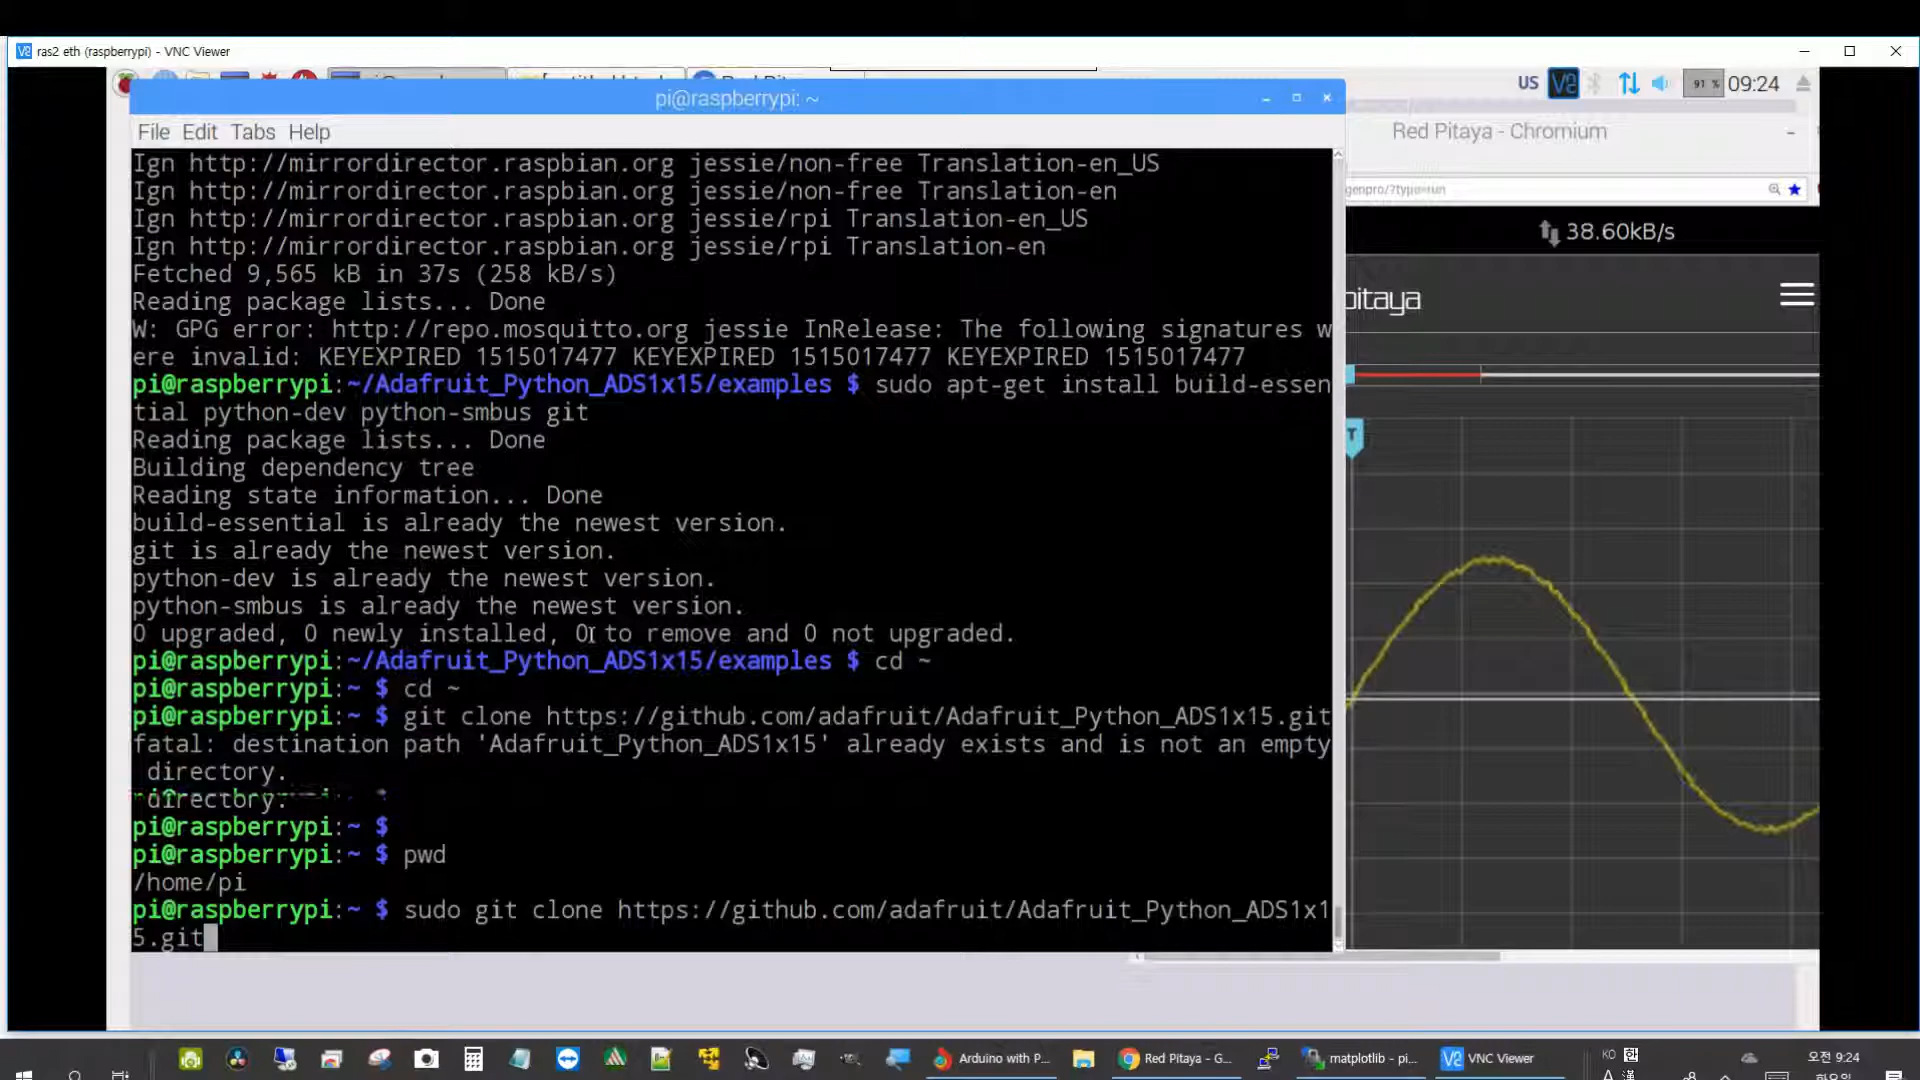 ras2 eth (raspberrypi) - VNC Viewer
US
91 %
09:24
pi@raspberrypi: ~
File Edit Tabs Help
Red Pitaya - Chromium
Ign http://mirrordirector.raspbian.org jessie/non-free Translation-en_US
Ign http://mirrordirector.raspbian.org jessie/non-free Translation-en
Ign http://mirrordirector.raspbian.org jessie/rpi Translation-en_US
Ign http://mirrordirector.raspbian.org jessie/rpi Translation-en
Fetched 9,565 kB in 37s (258 kB/s)
Reading package lists... Done
W: GPG error: http://repo.mosquitto.org jessie InRelease: The following signatures w
ere invalid: KEYEXPIRED 1515017477 KEYEXPIRED 1515017477 KEYEXPIRED 1515017477
pi@raspberrypi:~/Adafruit_Python_ADS1x15/examples $ sudo apt-get install build-essen
tial python-dev python-smbus git
Reading package lists... Done
Building dependency tree
Reading state information... Done
build-essential is already the newest version.
git is already the newest version.
python-dev is already the newest version.
python-smbus is already the newest version.
0 upgraded, 0 newly installed, 0 to remove and 0 not upgraded.
pi@raspberrypi:~/Adafruit_Python_ADS1x15/examples $ cd ~
pi@raspberrypi:~ $ cd ~
pi@raspberrypi:~ $ git clone https://github.com/adafruit/Adafruit_Python_ADS1x15.git
fatal: destination path 'Adafruit_Python_ADS1x15' already exists and is not an empty
directory.
directory.
pi@raspberrypi:~ $
pi@raspberrypi:~ $ pwd
/home/pi
pi@raspberrypi:~ $ sudo git clone https://github.com/adafruit/Adafruit_Python_ADS1x1
5.git
genpro/?type=run
38.60kB/s
pitaya
T
Arduino with P...
Red Pitaya - G...
matplotlib - pi...
VNC Viewer
KO 한
A 漢
오전 9:24